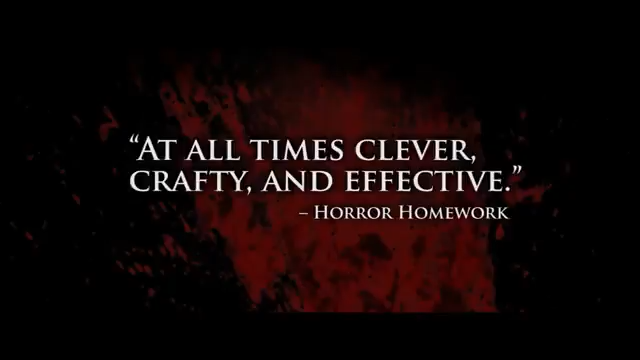 “At all times clever,
crafty, and effective.”
– Horror Homework